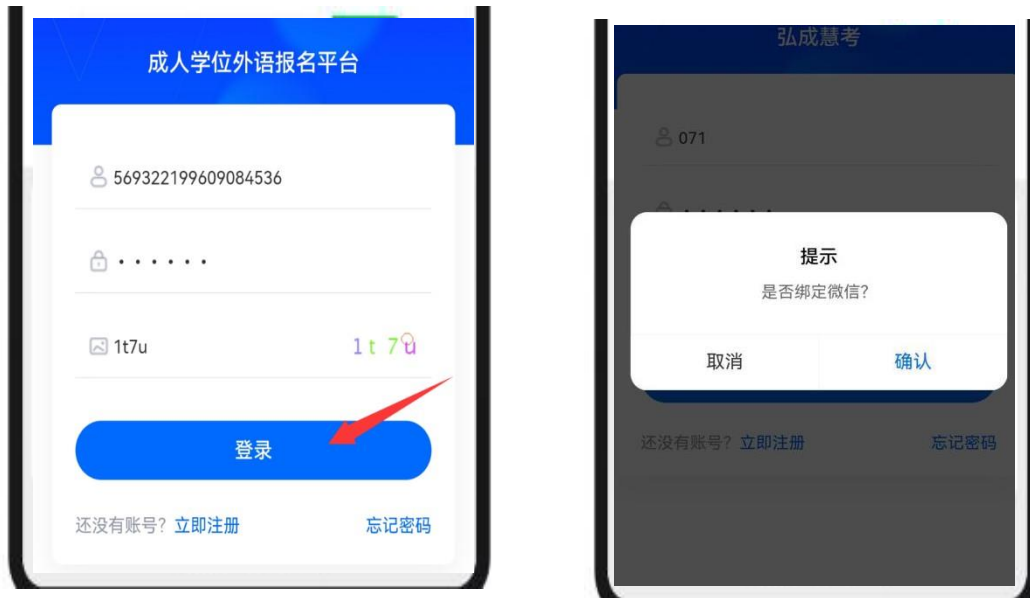 成人学位外语报名平台
569322199609084536
······
1t7u
1t7u
登录
还没有账号？立即注册
忘记密码
弘成慧考
071
······
提示
是否绑定微信？
取消
确认
还没有账号？立即注册
忘记密码